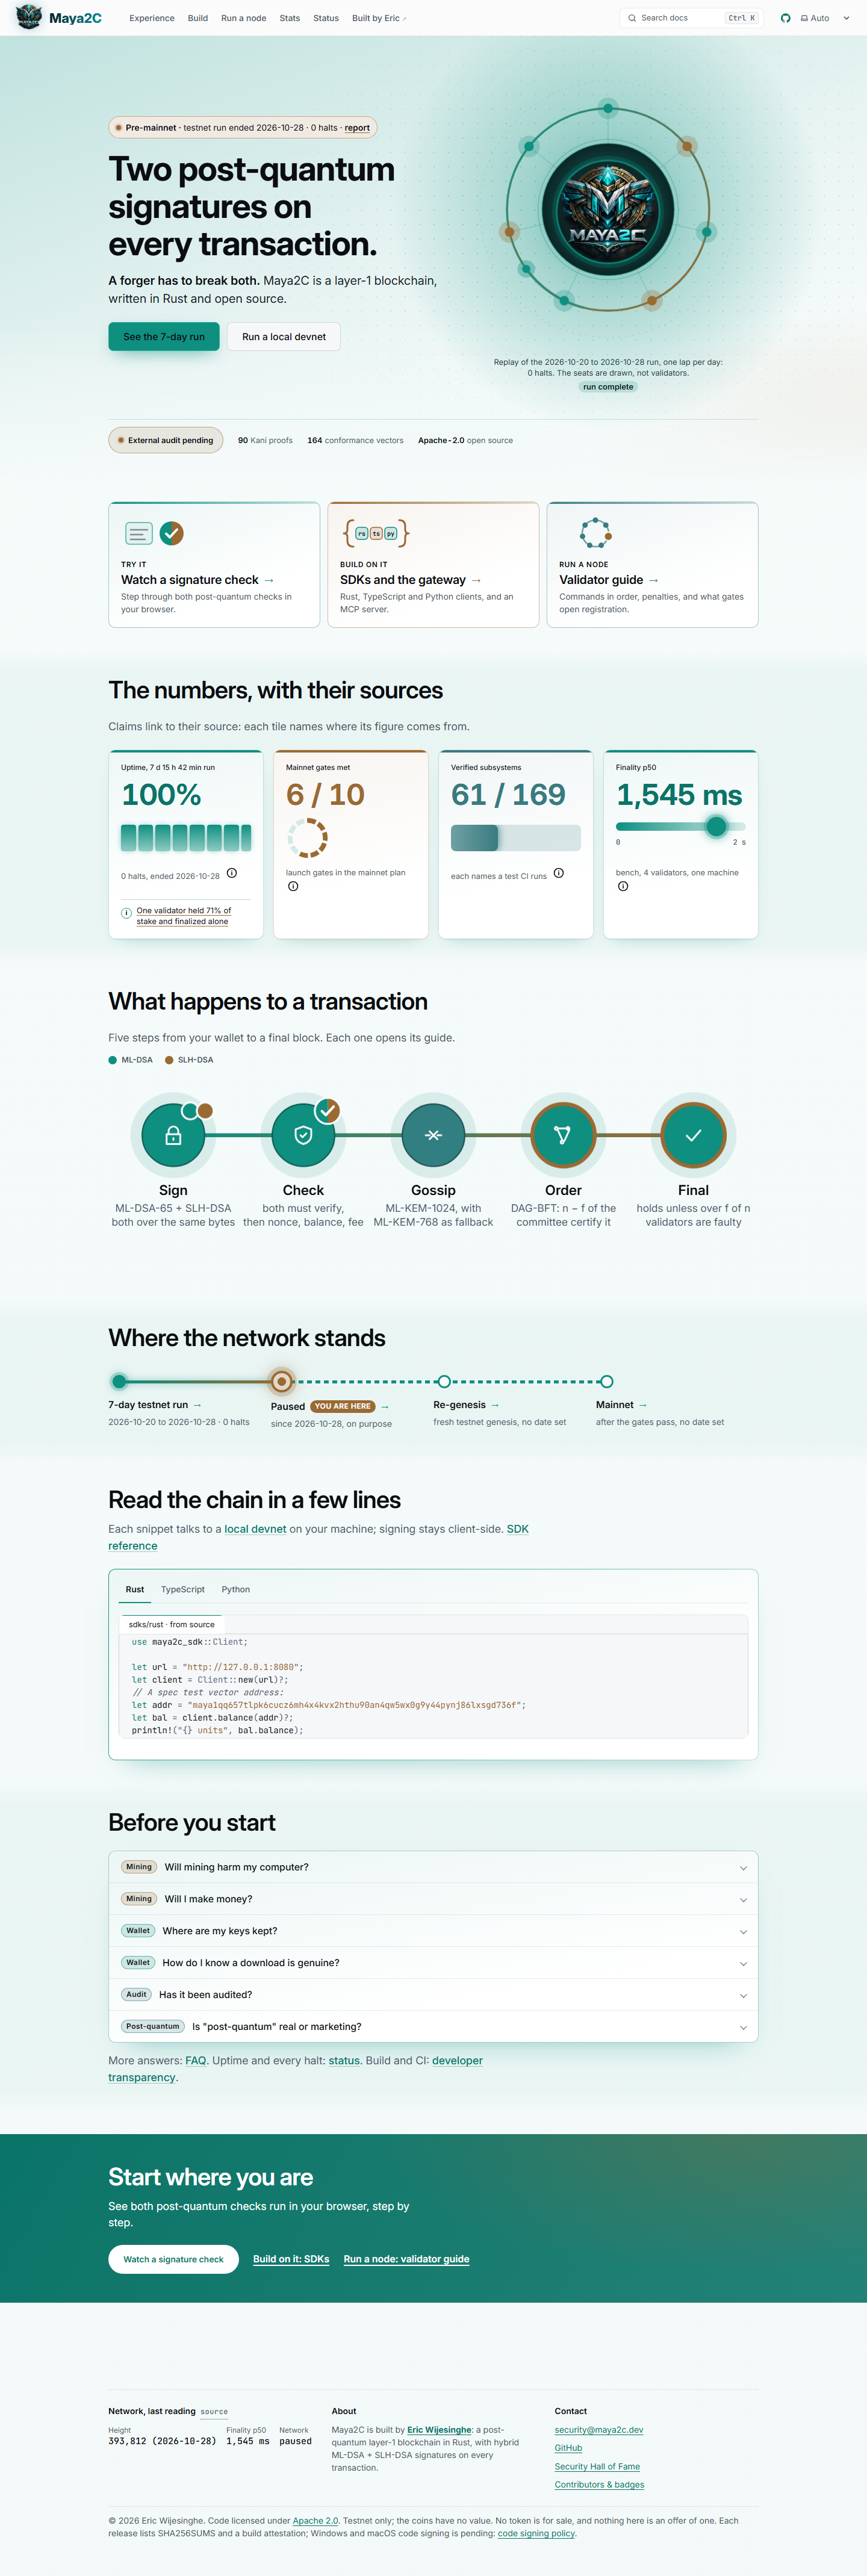 Maya2C
Experience Build Run a node Stats Status Built by Eric ↗
Search docs Ctrl K
Auto
Pre-mainnet · testnet run ended 2026-10-28 · 0 halts · report
Two post-quantum
signatures on
every transaction.
A forger has to break both. Maya2C is a layer-1 blockchain,
written in Rust and open source.
See the 7-day run Run a local devnet
MAYA2C
Replay of the 2026-10-20 to 2026-10-28 run, one lap per day:
0 halts. The seats are drawn, not validators.
run complete
External audit pending 90 Kani proofs 164 conformance vectors Apache-2.0 open source
TRY IT
Watch a signature check →
Step through both post-quantum checks in
your browser.
{ rs ts py }
BUILD ON IT
SDKs and the gateway →
Rust, TypeScript and Python clients, and an
MCP server.
RUN A NODE
Validator guide →
Commands in order, penalties, and what gates
open registration.
The numbers, with their sources
Claims link to their source: each tile names where its figure comes from.
Uptime, 7 d 15 h 42 min run
100%
0 halts, ended 2026-10-28
One validator held 71% of
stake and finalized alone
Mainnet gates met
6 / 10
launch gates in the mainnet plan
Verified subsystems
61 / 169
each names a test CI runs
Finality p50
1,545 ms
0 2 s
bench, 4 validators, one machine
What happens to a transaction
Five steps from your wallet to a final block. Each one opens its guide.
ML-DSA SLH-DSA
Sign
ML-DSA-65 + SLH-DSA
both over the same bytes
Check
both must verify,
then nonce, balance, fee
Gossip
ML-KEM-1024, with
ML-KEM-768 as fallback
Order
DAG-BFT: n − f of the
committee certify it
Final
holds unless over f of n
validators are faulty
Where the network stands
7-day testnet run →
2026-10-20 to 2026-10-28 · 0 halts
Paused YOU ARE HERE →
since 2026-10-28, on purpose
Re-genesis →
fresh testnet genesis, no date set
Mainnet →
after the gates pass, no date set
Read the chain in a few lines
Each snippet talks to a local devnet on your machine; signing stays client-side. SDK
reference
Rust TypeScript Python
sdks/rust · from source
use maya2c_sdk::Client;
let url = "http://127.0.0.1:8080";
let client = Client::new(url)?;
// A spec test vector address:
let addr = "maya1qq657tlpk6cucz6mh4x4kvx2hthu90an4qw5wx0g9y44pynj86lxsgd736f";
let bal = client.balance(addr)?;
println!("{} units", bal.balance);
Before you start
Mining Will mining harm my computer?
Mining Will I make money?
Wallet Where are my keys kept?
Wallet How do I know a download is genuine?
Audit Has it been audited?
Post-quantum Is "post-quantum" real or marketing?
More answers: FAQ. Uptime and every halt: status. Build and CI: developer
transparency.
Start where you are
See both post-quantum checks run in your browser, step by
step.
Watch a signature check Build on it: SDKs Run a node: validator guide
Network, last reading source
Height Finality p50 Network
393,812 (2026-10-28) 1,545 ms paused
About
Maya2C is built by Eric Wijesinghe: a post-
quantum layer-1 blockchain in Rust, with hybrid
ML-DSA + SLH-DSA signatures on every
transaction.
Contact
security@maya2c.dev
GitHub
Security Hall of Fame
Contributors & badges
© 2026 Eric Wijesinghe. Code licensed under Apache 2.0. Testnet only; the coins have no value. No token is for sale, and nothing here is an offer of one. Each
release lists SHA256SUMS and a build attestation; Windows and macOS code signing is pending: code signing policy.